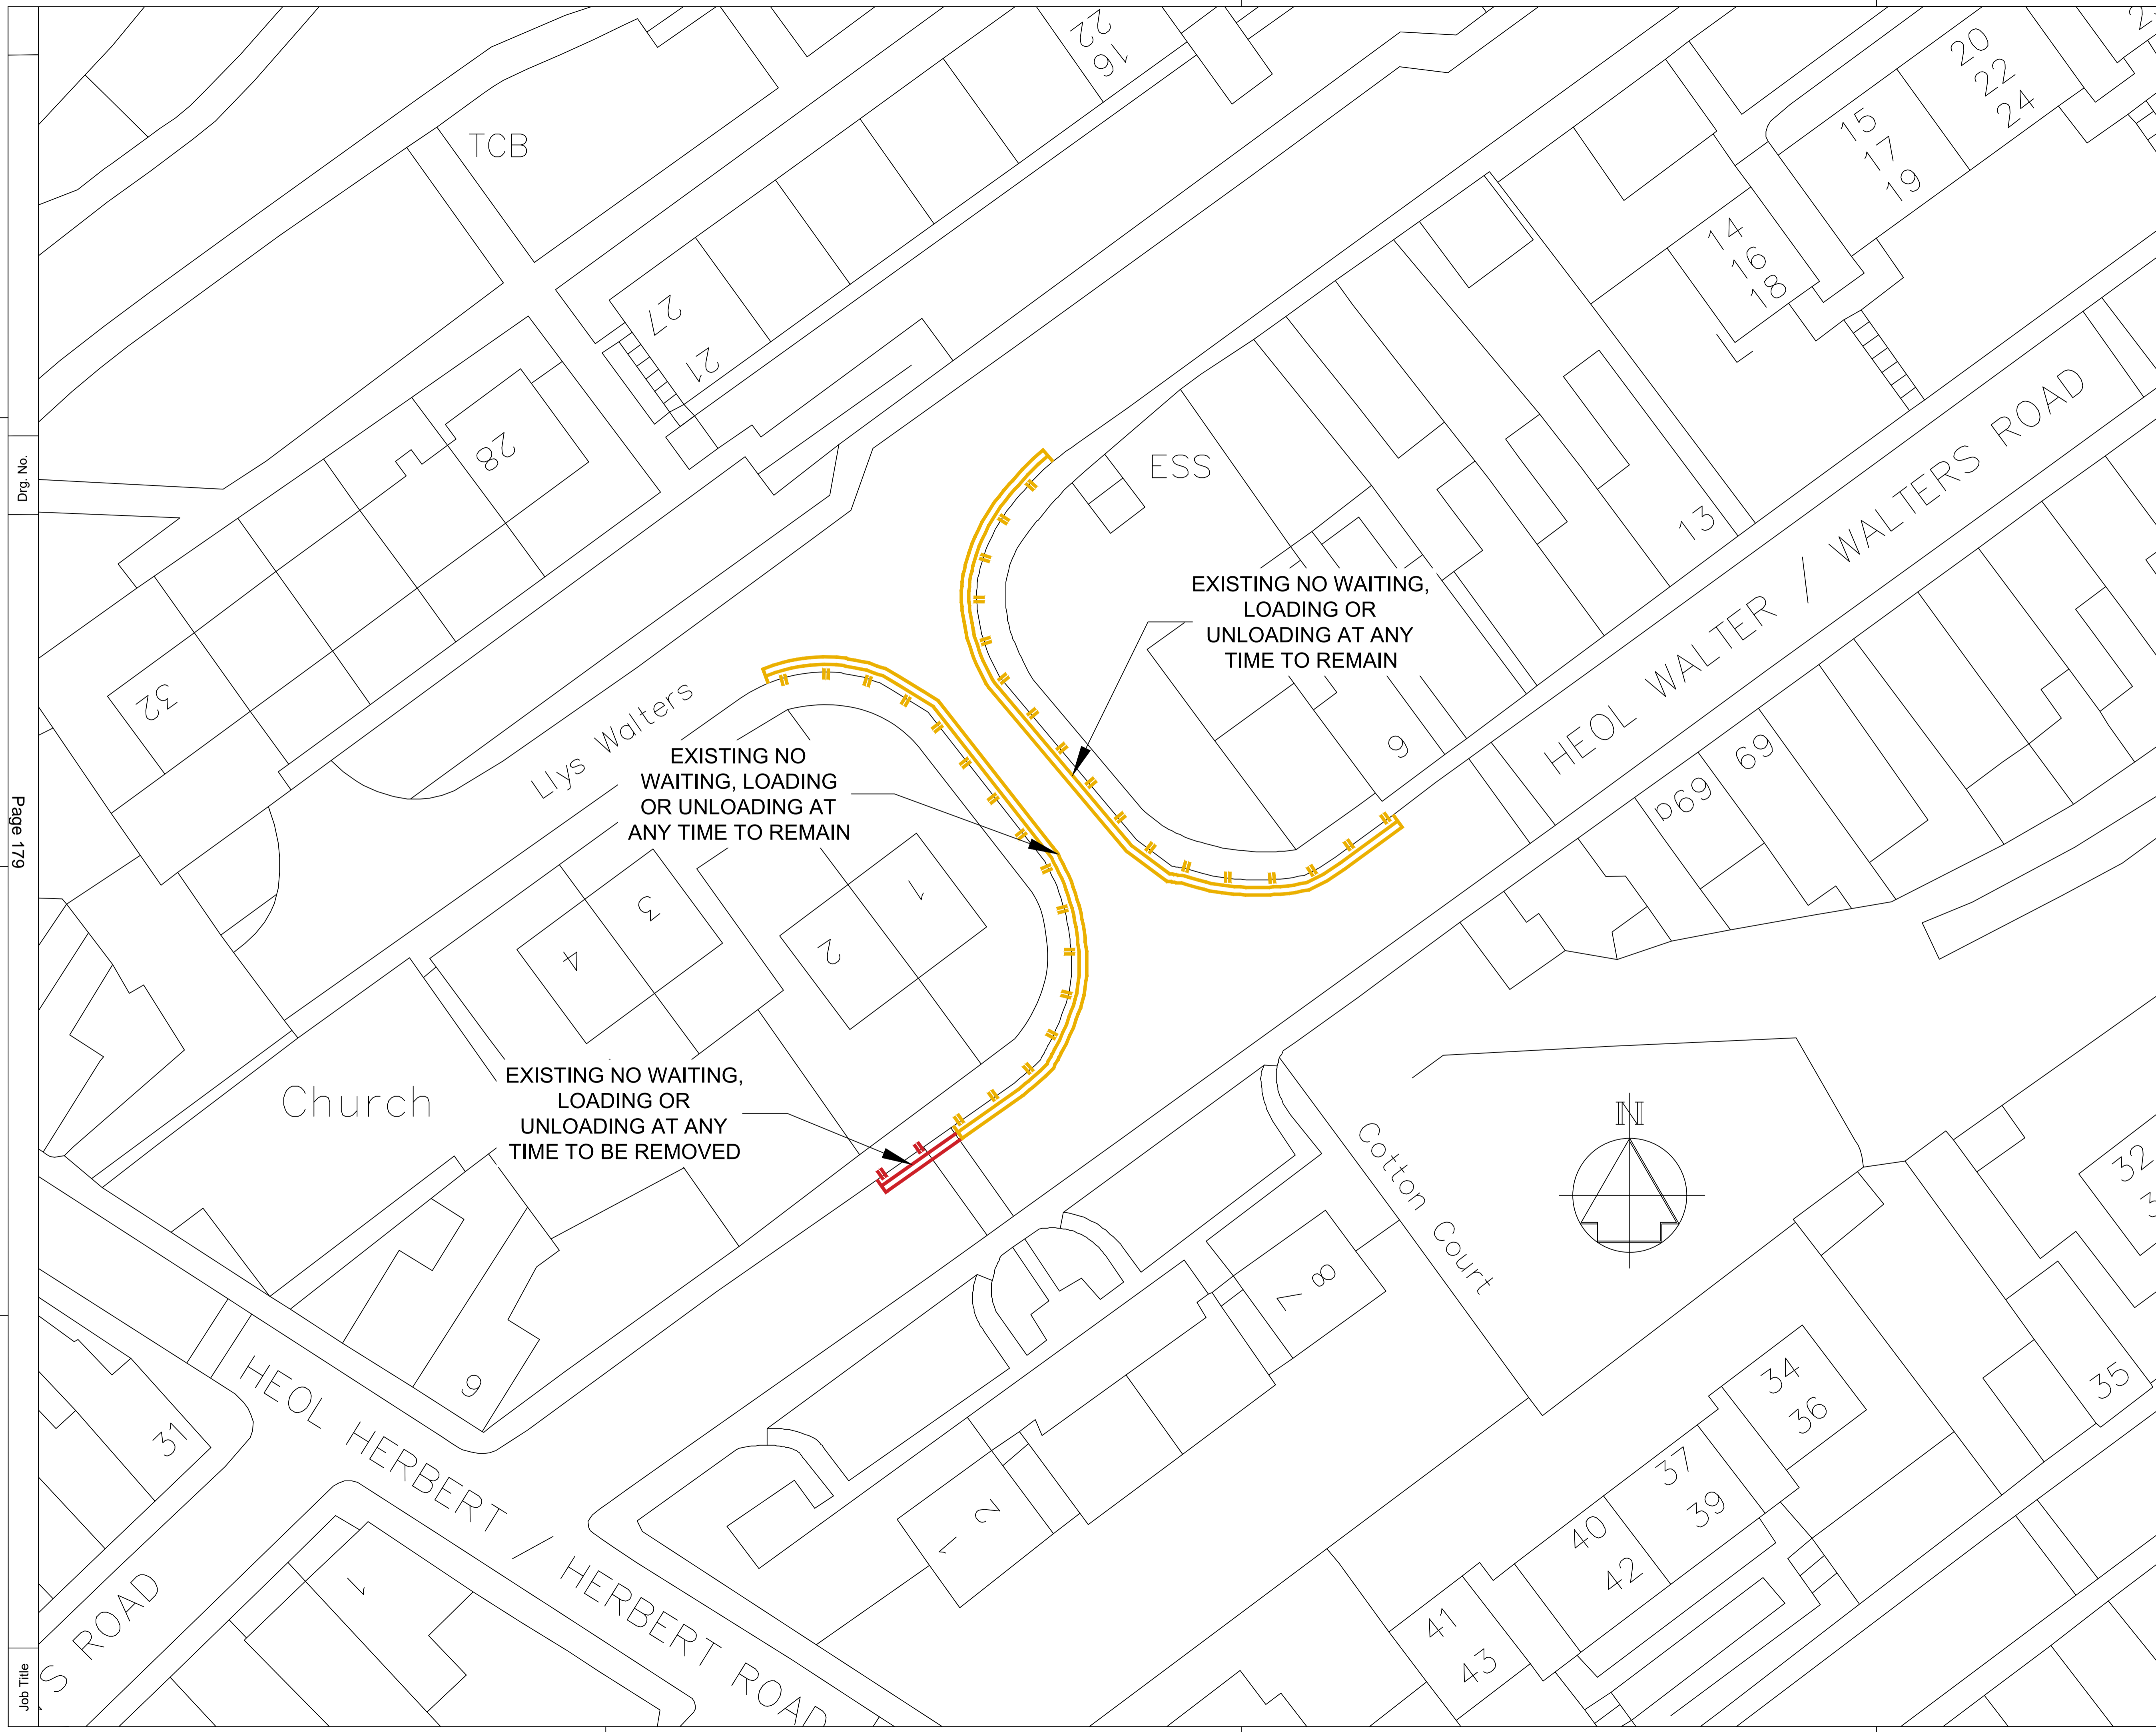 22
16
TCB
20
22
24
15
17
19
14
16
18
27
21
28
ESS
13
HEOL WALTER / WALTERS ROAD
EXISTING NO WAITING,
LOADING OR
UNLOADING AT ANY
TIME TO REMAIN
32
Llys Walters
9
69
p69
EXISTING NO
WAITING, LOADING
OR UNLOADING AT
ANY TIME TO REMAIN
Drg. No.
Page 179
3
4
1
2
Church
EXISTING NO WAITING,
LOADING OR
UNLOADING AT ANY
TIME TO BE REMOVED
N
Cotton Court
32
7 8
HEOL HERBERT / HERBERT ROAD
9
31
34
36
35
37
39
40
42
41
43
1 2
1
S ROAD
Job Title